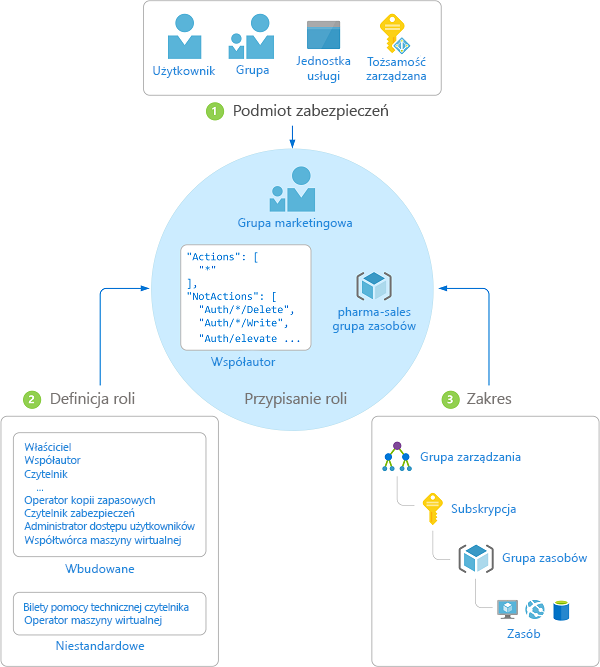 Użytkownik
Grupa
Jednostka
usługi
Tożsamość
zarządzana
1 Podmiot zabezpieczeń
Grupa marketingowa
"Actions": [
"*"
],
"NotActions": [
"Auth/*/Delete",
"Auth/*/Write",
"Auth/elevate ...
Współautor
pharma-sales
grupa zasobów
Przypisanie roli
2 Definicja roli
Właściciel
Współautor
Czytelnik
...
Operator kopii zapasowych
Czytelnik zabezpieczeń
Administrator dostępu użytkowników
Współtwórca maszyny wirtualnej
Wbudowane
Bilety pomocy technicznej czytelnika
Operator maszyny wirtualnej
Niestandardowe
3 Zakres
Grupa zarządzania
Subskrypcja
Grupa zasobów
Zasób